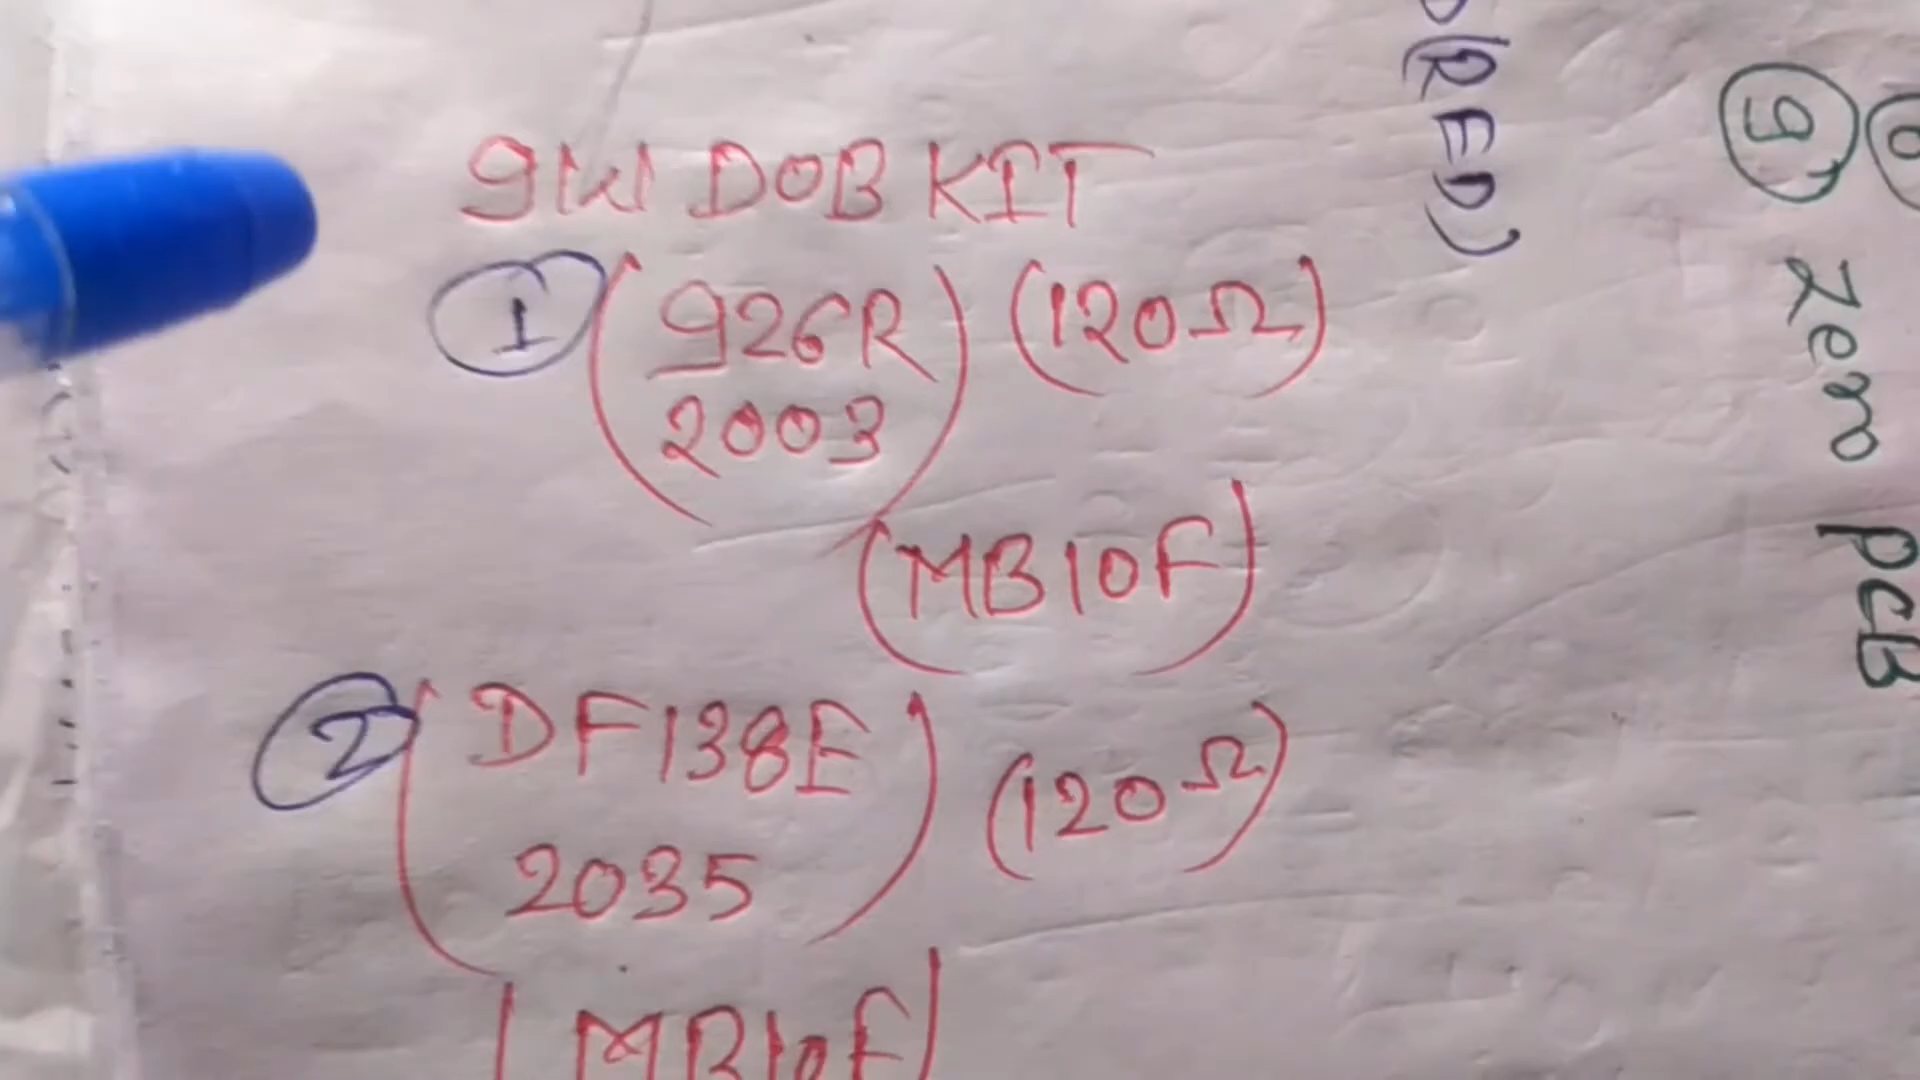 9W DOB KIT
1 (926R (120Ω)
2003)
(MB10F)
2 (DF138E (120Ω)
2035)
(MB10F)
(RED)
9) Zero PCB